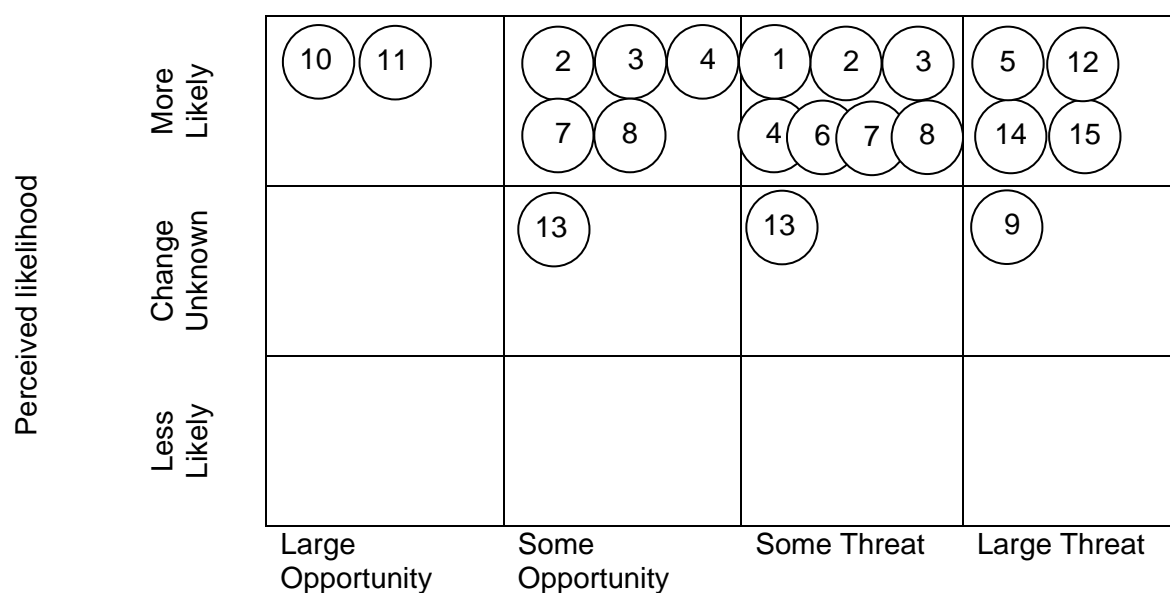 Perceived likelihood
More
Likely
10 11 2 3 4 1 2 3 5 12
7 8 4 6 7 8 14 15
Change
Unknown
13 13 9
Less
Likely
Large
Opportunity
Some
Opportunity
Some Threat
Large Threat